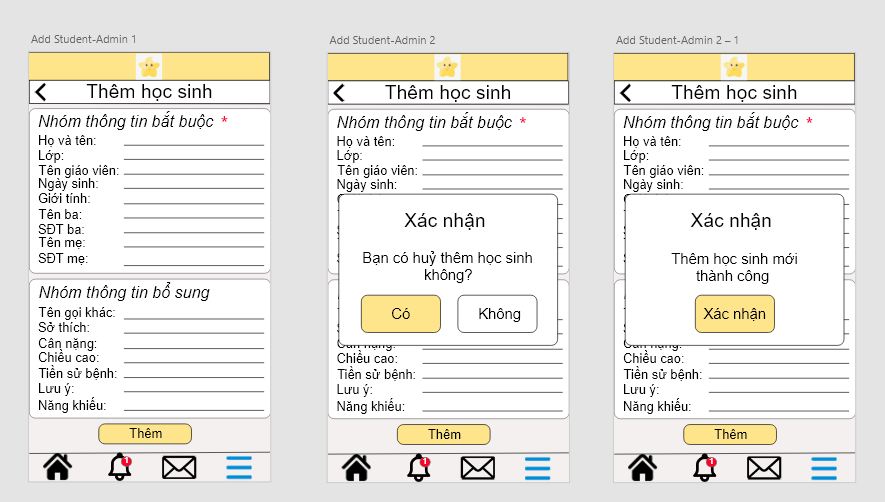 Add Student-Admin 1
Thêm học sinh
Nhóm thông tin bắt buộc *
Họ và tên:
Lớp:
Tên giáo viên:
Ngày sinh:
Giới tính:
Tên ba:
SĐT ba:
Tên mẹ:
SĐT mẹ:
Nhóm thông tin bổ sung
Tên gọi khác:
Sở thích:
Cân nặng:
Chiều cao:
Tiền sử bệnh:
Lưu ý:
Năng khiếu:
Thêm
1
Add Student-Admin 2
Thêm học sinh
Nhóm thông tin bắt buộc *
Họ và tên:
Lớp:
Tên giáo viên:
Ngày sinh:
Xác nhận
Bạn có huỷ thêm học sinh
không?
Có
Không
Cân nặng:
Chiều cao:
Tiền sử bệnh:
Lưu ý:
Năng khiếu:
Thêm
1
Add Student-Admin 2 – 1
Thêm học sinh
Nhóm thông tin bắt buộc *
Họ và tên:
Lớp:
Tên giáo viên:
Ngày sinh:
Xác nhận
Thêm học sinh mới
thành công
Xác nhận
Cân nặng:
Chiều cao:
Tiền sử bệnh:
Lưu ý:
Năng khiếu:
Thêm
1